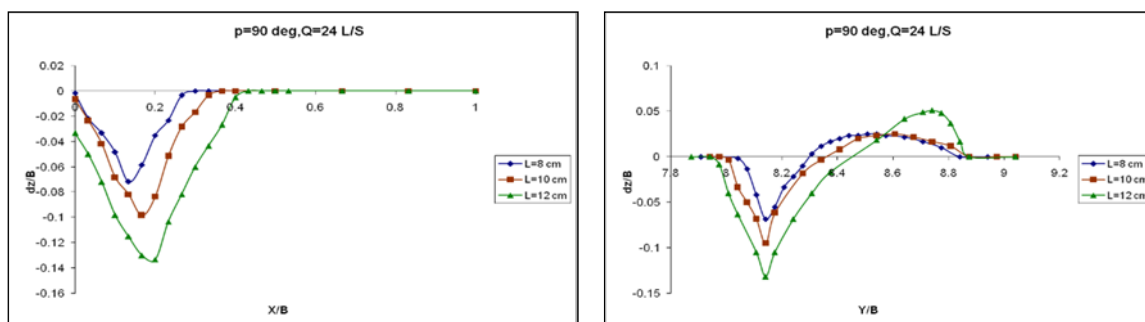 p=90 deg,Q=24 L/S
0.02
0
-0.02
-0.04
-0.06
-0.08
-0.1
-0.12
-0.14
-0.16
dz/B
0 0.2 0.4 0.6 0.8 1
X/B
L=8 cm
L=10 cm
L=12 cm
p=90 deg,Q=24 L/S
0.1
0.05
0
-0.05
-0.1
-0.15
dz/B
7.8 8 8.2 8.4 8.6 8.8 9 9.2
Y/B
L=8 cm
L=10 cm
L=12 cm